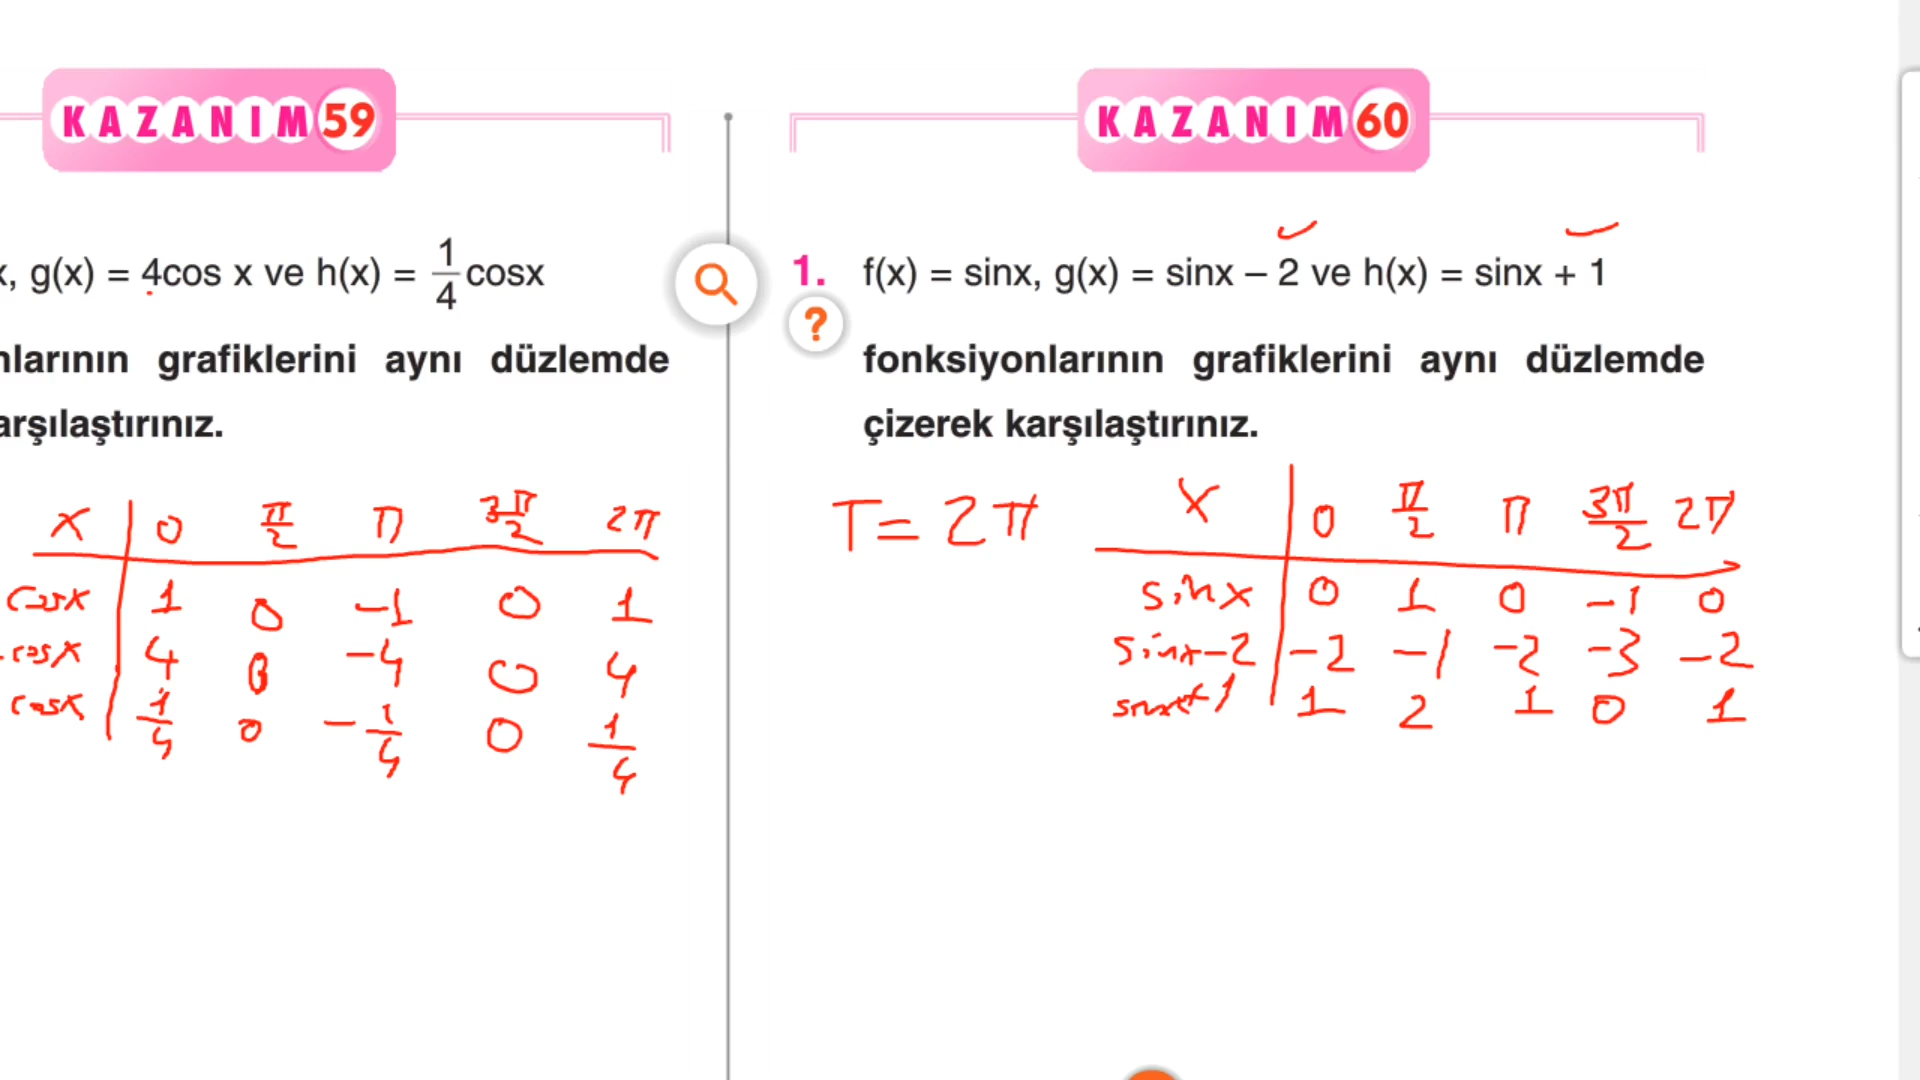 KAZANIM 59
x, g(x) = 4cos x ve h(x) = 1/4 cosx
nlarının grafiklerini aynı düzlemde
arşılaştırınız.
x 0 π/2 π 3π/2 2π
cosx 1 0 -1 0 1
cosx 4 0 -4 0 4
cosx 1/4 0 -1/4 0 1/4
KAZANIM 60
1. f(x) = sinx, g(x) = sinx – 2 ve h(x) = sinx + 1
?
fonksiyonlarının grafiklerini aynı düzlemde
çizerek karşılaştırınız.
T = 2π
x 0 π/2 π 3π/2 2π
sinx 0 1 0 -1 0
sinx-2 -2 -1 -2 -3 -2
sinx+1 1 2 1 0 1